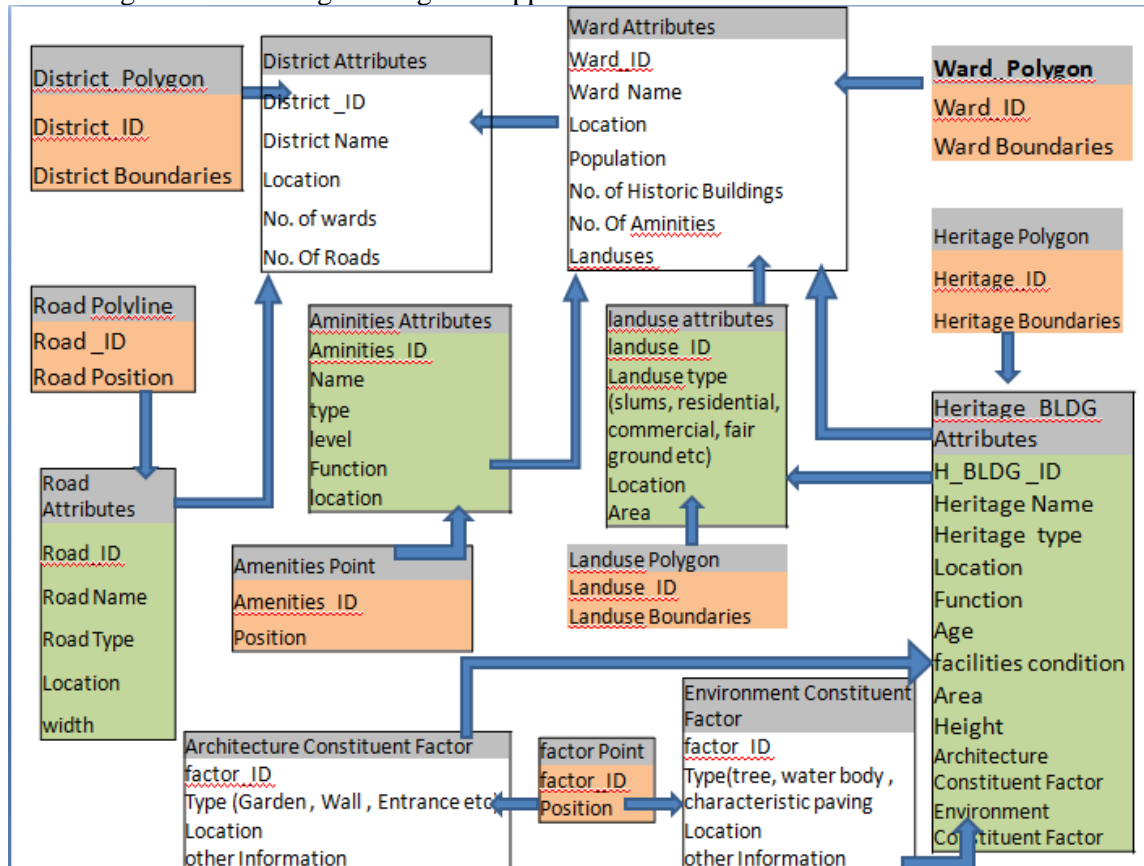 District_Polygon
District_ID
District Boundaries
District Attributes
District _ID
District Name
Location
No. of wards
No. Of Roads
Ward Attributes
Ward_ID
Ward Name
Location
Population
No. of Historic Buildings
No. Of Aminities
Landuses
Ward_Polygon
Ward_ID
Ward Boundaries
Heritage Polygon
Heritage_ID
Heritage Boundaries
Road Polyline
Road _ID
Road Position
Aminities Attributes
Aminities_ID
Name
type
level
Function
location
landuse attributes
landuse_ID
Landuse type
(slums, residential,
commercial, fair
ground etc)
Location
Area
Heritage_BLDG
Attributes
H_BLDG _ID
Heritage Name
Heritage type
Location
Function
Age
facilities condition
Area
Height
Architecture
Constituent Factor
Environment
Constituent Factor
Road
Attributes
Road_ID
Road Name
Road Type
Location
width
Amenities Point
Amenities_ID
Position
Landuse Polygon
Landuse_ID
Landuse Boundaries
Architecture Constituent Factor
factor_ID
Type (Garden , Wall , Entrance etc)
Location
other Information
factor Point
factor_ID
Position
Environment Constituent
Factor
factor_ID
Type(tree, water body ,
characteristic paving
Location
other Information